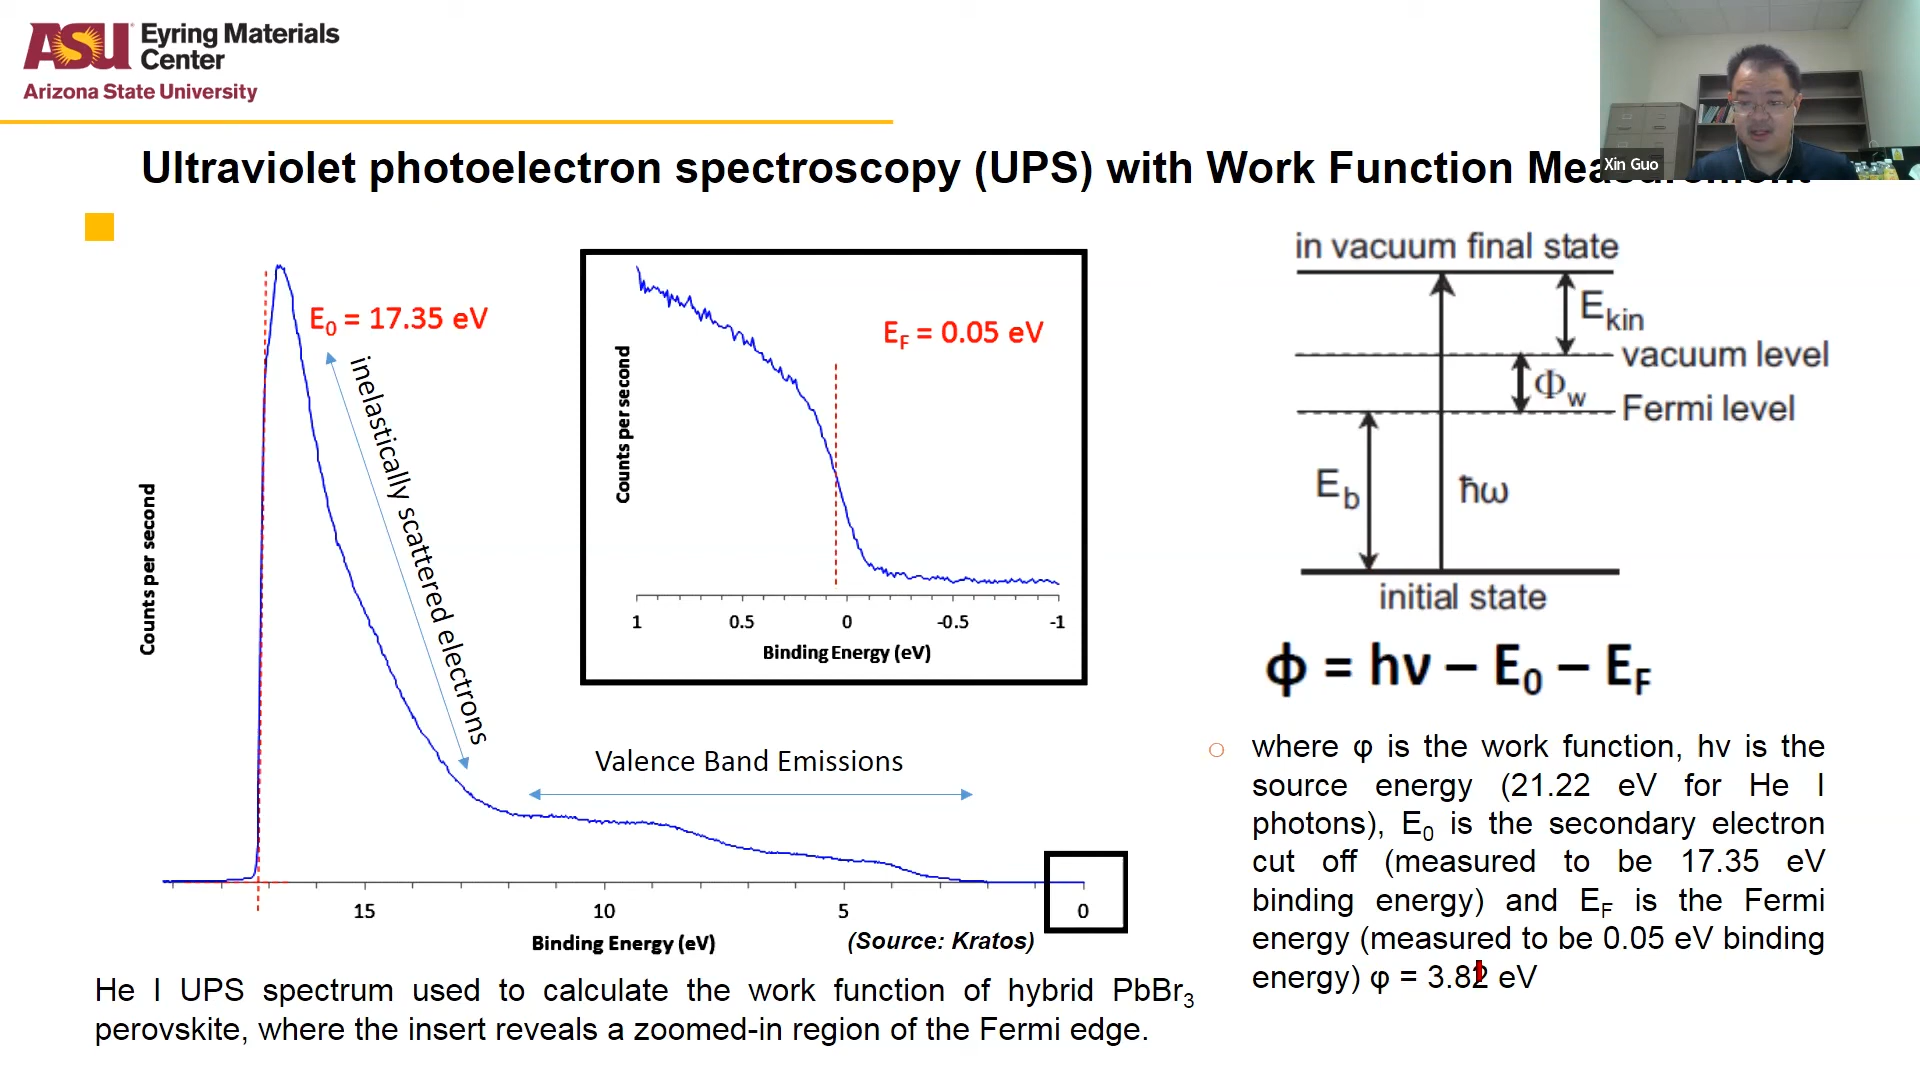 ASU Eyring Materials
Center
Arizona State University
Xin Guo
Ultraviolet photoelectron spectroscopy (UPS) with Work Function Measurement
E0 = 17.35 eV
inelastically scattered electrons
Counts per second
EF = 0.05 eV
Counts per second
1 0.5 0 -0.5 -1
Binding Energy (eV)
Valence Band Emissions
15 10 5 0
Binding Energy (eV)
(Source: Kratos)
He I UPS spectrum used to calculate the work function of hybrid PbBr3
perovskite, where the insert reveals a zoomed-in region of the Fermi edge.
in vacuum final state
Ekin
vacuum level
Φw
Fermi level
Eb
ħω
initial state
ϕ = hν – E0 – EF
where φ is the work function, hν is the
source energy (21.22 eV for He I
photons), E0 is the secondary electron
cut off (measured to be 17.35 eV
binding energy) and EF is the Fermi
energy (measured to be 0.05 eV binding
energy) φ = 3.82 eV